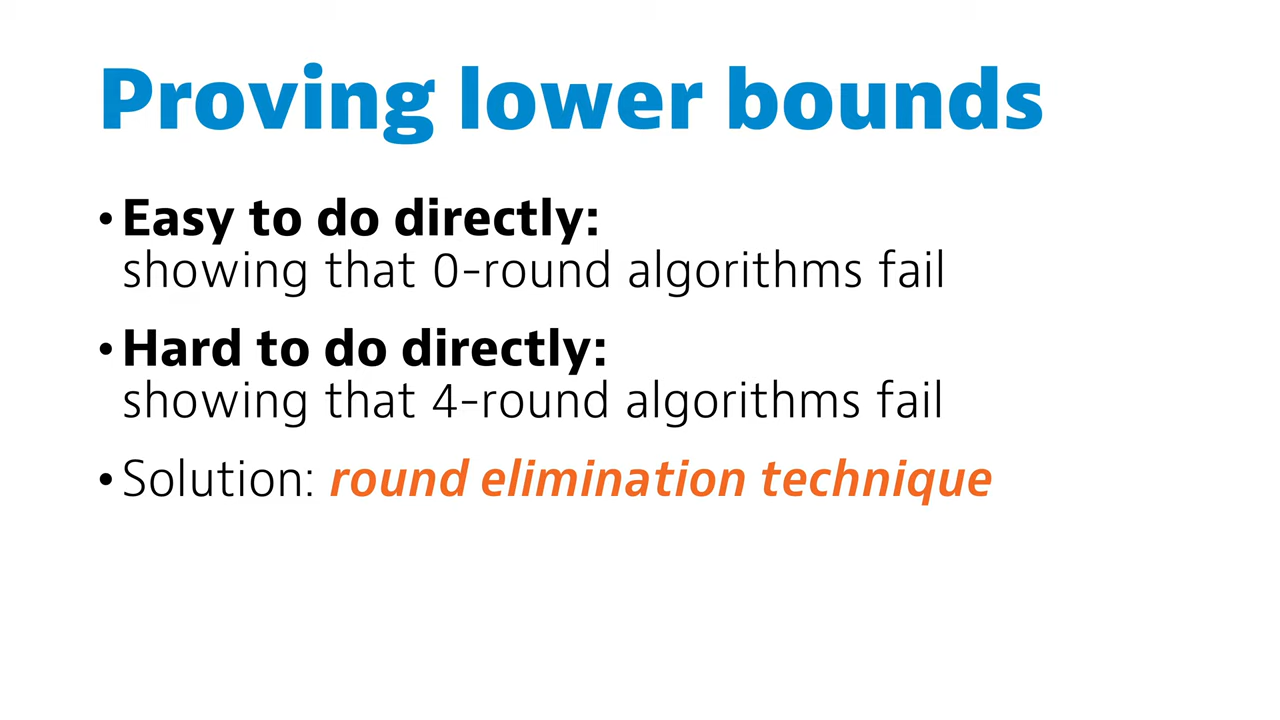 Proving lower bounds
• Easy to do directly:
showing that 0-round algorithms fail
• Hard to do directly:
showing that 4-round algorithms fail
• Solution: round elimination technique